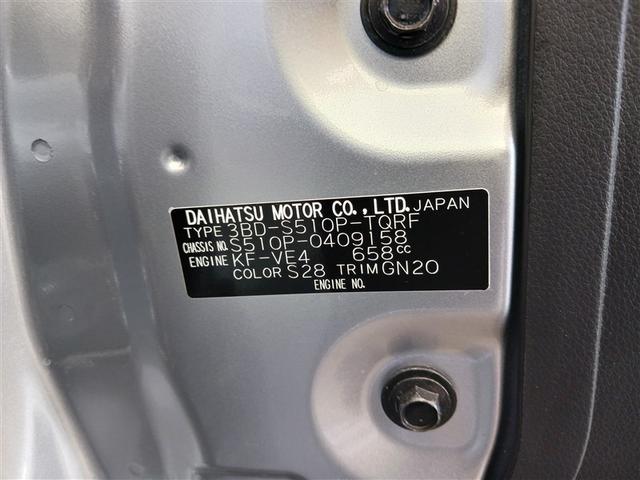 DAIHATSU MOTOR CO., LTD. JAPAN
TYPE 3BD-S510P-TQRF
CHASSIS NO. S510P-0409158
ENGINE KF-VE4 658cc
COLOR S28 TRIM GN20
ENGINE NO.